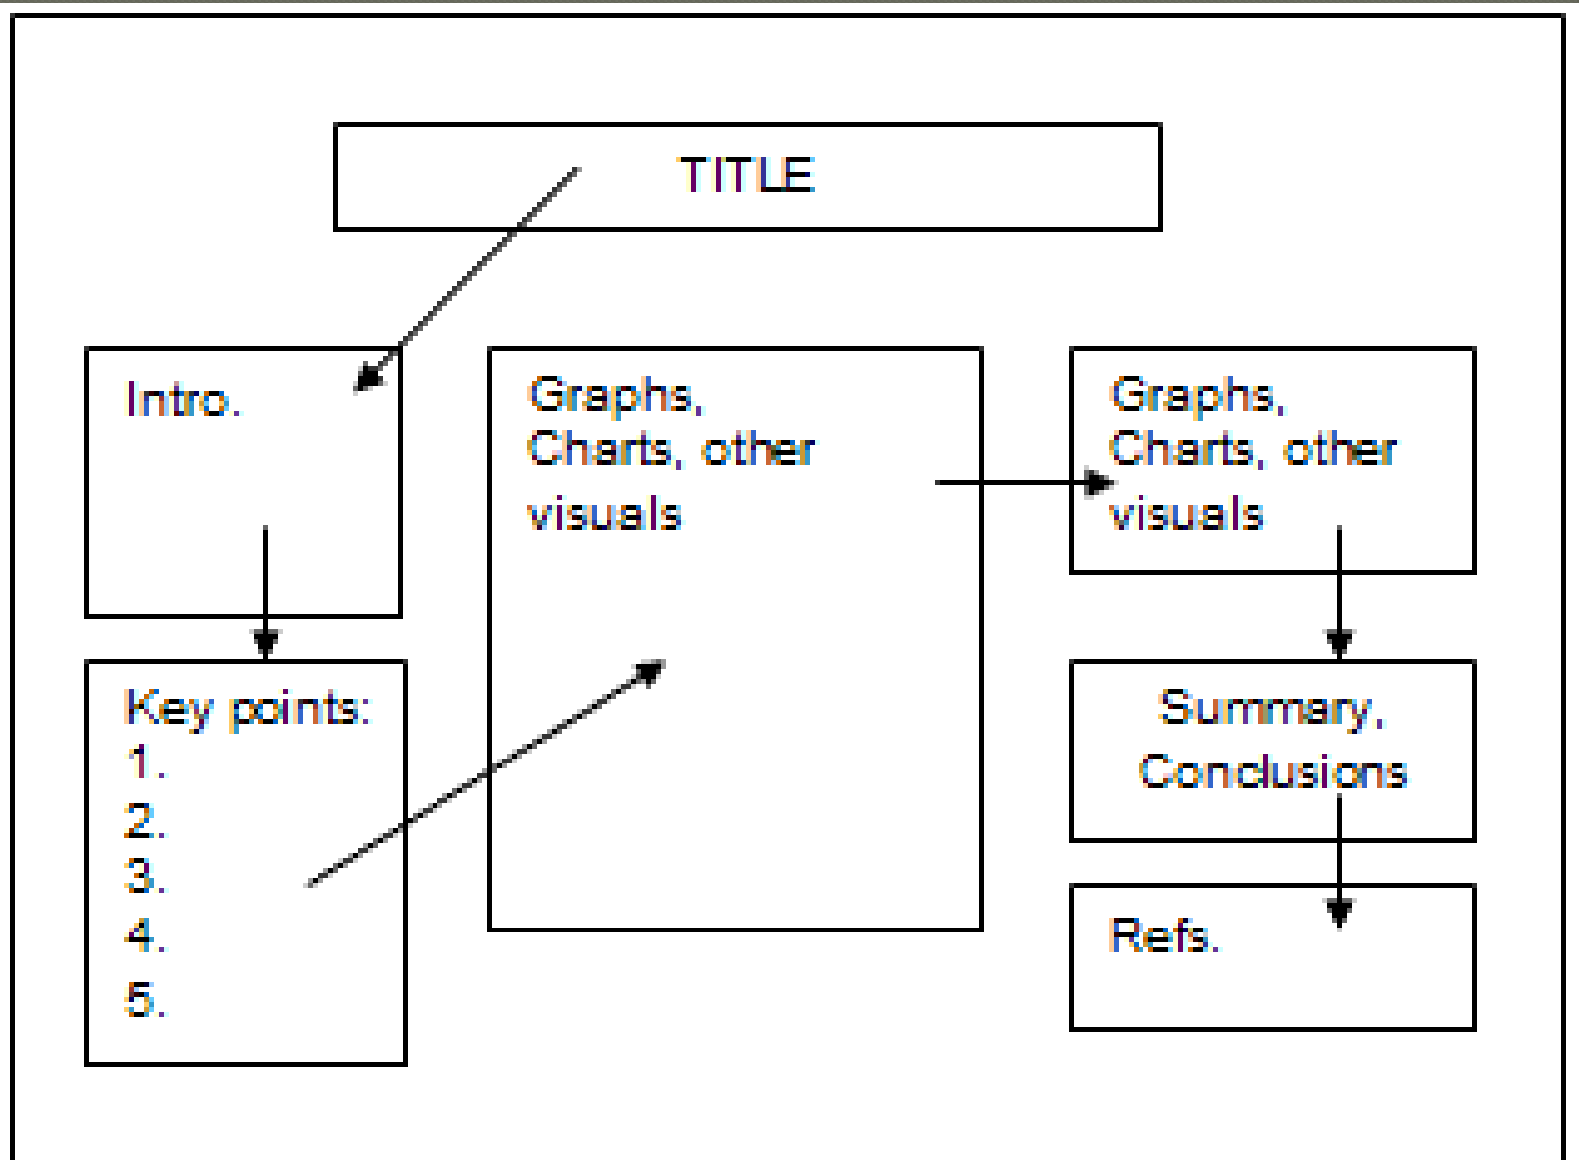 TITLE
Intro.
Key points:
1.
2.
3.
4.
5.
Graphs,
Charts, other
visuals
Graphs,
Charts, other
visuals
Summary,
Conclusions
Refs.